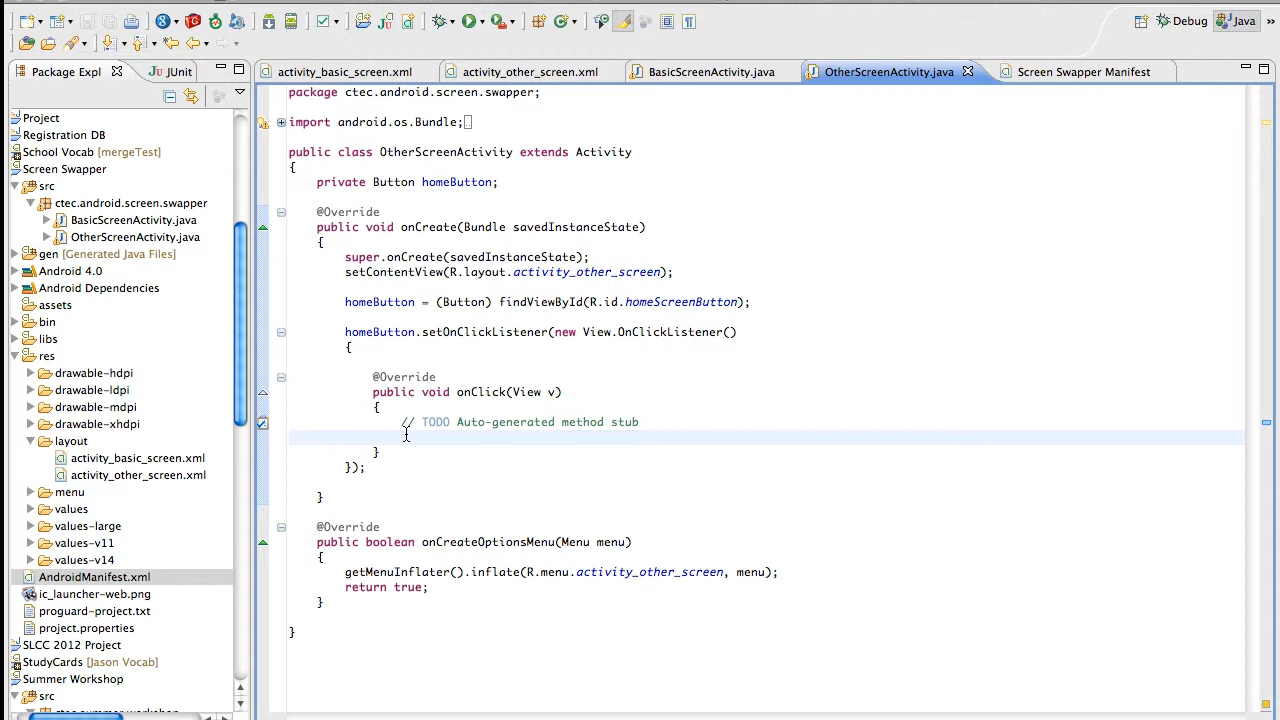 Debug
Java
»
Package Expl
JUnit
activity_basic_screen.xml
activity_other_screen.xml
BasicScreenActivity.java
OtherScreenActivity.java
Screen Swapper Manifest
Project
Registration DB
School Vocab [mergeTest]
Screen Swapper
src
ctec.android.screen.swapper
BasicScreenActivity.java
OtherScreenActivity.java
gen [Generated Java Files]
Android 4.0
Android Dependencies
assets
bin
libs
res
drawable-hdpi
drawable-ldpi
drawable-mdpi
drawable-xhdpi
layout
activity_basic_screen.xml
activity_other_screen.xml
menu
values
values-large
values-v11
values-v14
AndroidManifest.xml
ic_launcher-web.png
proguard-project.txt
project.properties
SLCC 2012 Project
StudyCards [Jason Vocab]
Summer Workshop
src
package ctec.android.screen.swapper;
import android.os.Bundle;
public class OtherScreenActivity extends Activity
{
private Button homeButton;
@Override
public void onCreate(Bundle savedInstanceState)
{
super.onCreate(savedInstanceState);
setContentView(R.layout.activity_other_screen);
homeButton = (Button) findViewById(R.id.homeScreenButton);
homeButton.setOnClickListener(new View.OnClickListener()
{
@Override
public void onClick(View v)
{
// TODO Auto-generated method stub
}
});
}
@Override
public boolean onCreateOptionsMenu(Menu menu)
{
getMenuInflater().inflate(R.menu.activity_other_screen, menu);
return true;
}
}